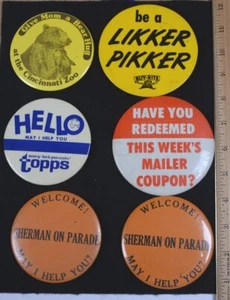 Give Mom a Bear Hug
at the Cincinnati Zoo
be a
LIKKER
PIKKER
HELLO
MAY I HELP YOU
topps
HAVE YOU
REDEEMED
THIS WEEK'S
MAILER
COUPON?
WELCOME!
SHERMAN ON PARADE
MAY I HELP YOU?
WELCOME!
SHERMAN ON PARADE
MAY I HELP YOU?